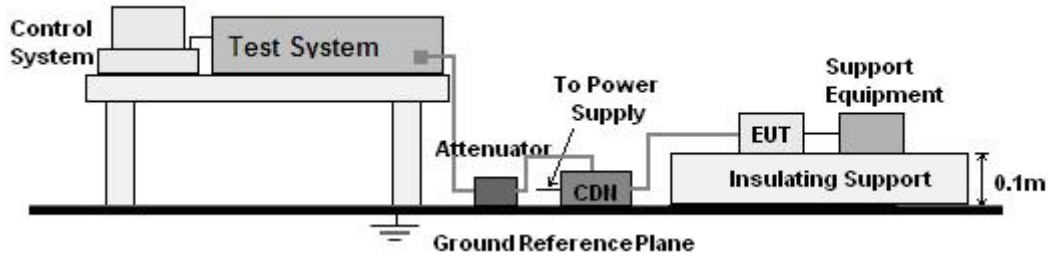 Control
System
Test System
To Power
Supply
Support
Equipment
Attenuator
EUT
CDN
Insulating Support
0.1m
Ground Reference Plane